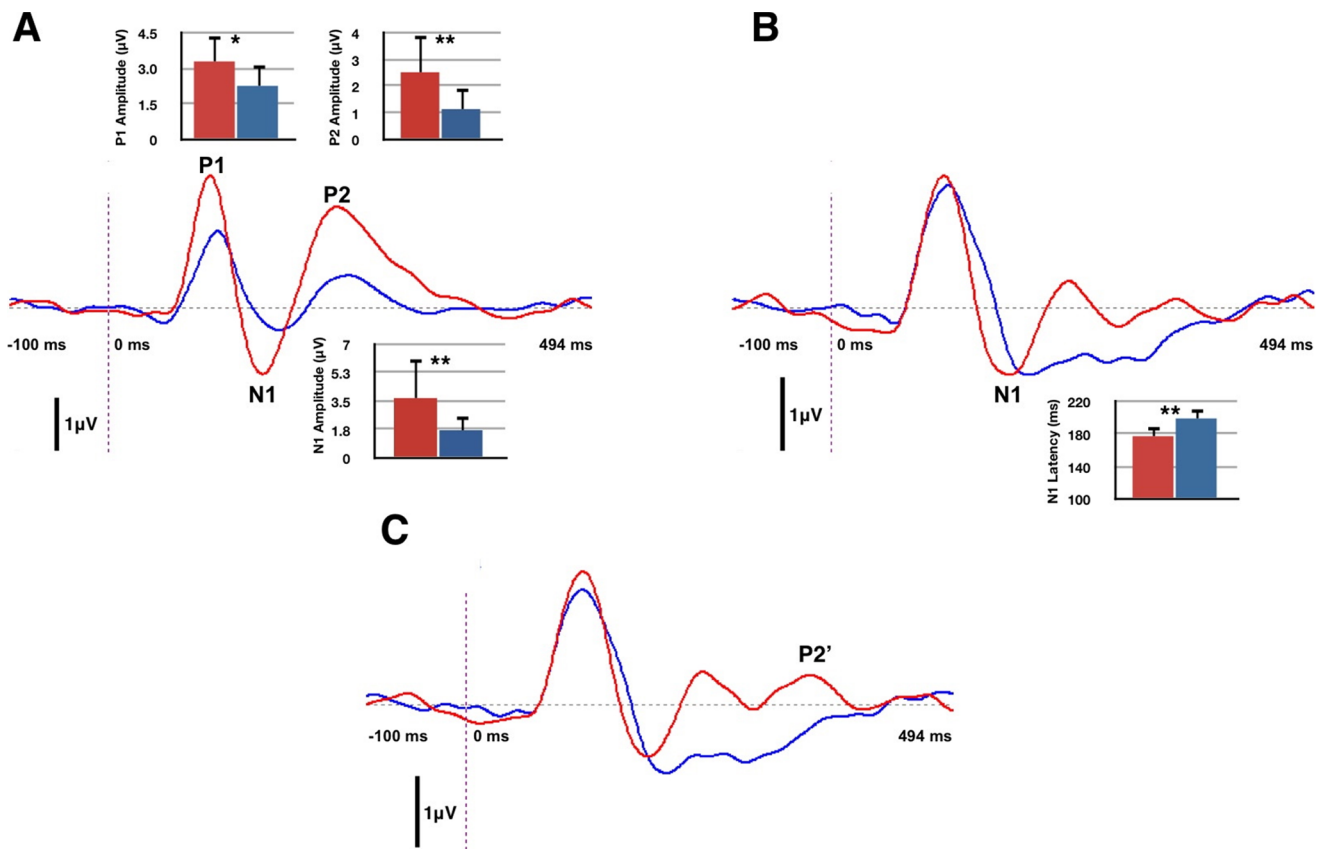 A
P1 Amplitude (µV)
4.5
3.0
1.5
0
*
P2 Amplitude (µV)
4
3
2
1
0
**
P1
P2
N1
-100 ms
0 ms
494 ms
1µV
N1 Amplitude (µV)
7
5.3
3.5
1.8
0
**
B
-100 ms
0 ms
494 ms
N1
1µV
N1 Latency (ms)
220
180
140
100
**
C
P2’
-100 ms
0 ms
494 ms
1µV